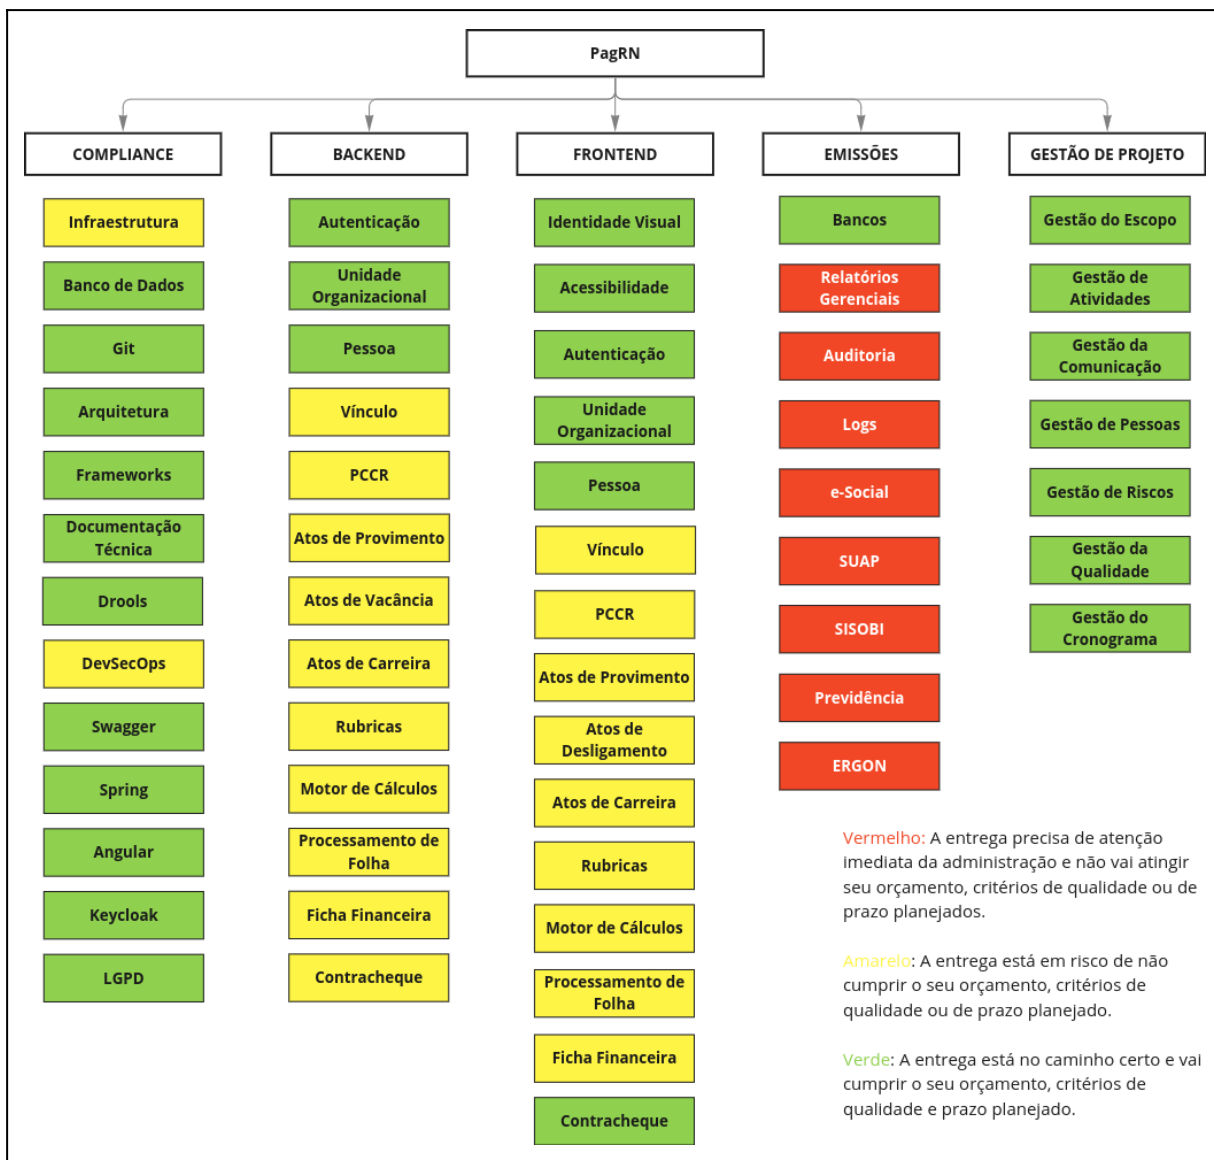 PagRN
COMPLIANCE
Infraestrutura
Banco de Dados
Git
Arquitetura
Frameworks
Documentação
Técnica
Drools
DevSecOps
Swagger
Spring
Angular
Keycloak
LGPD
BACKEND
Autenticação
Unidade
Organizacional
Pessoa
Vínculo
PCCR
Atos de Provimento
Atos de Vacância
Atos de Carreira
Rubricas
Motor de Cálculos
Processamento de
Folha
Ficha Financeira
Contracheque
FRONTEND
Identidade Visual
Acessibilidade
Autenticação
Unidade
Organizacional
Pessoa
Vínculo
PCCR
Atos de Provimento
Atos de
Desligamento
Atos de Carreira
Rubricas
Motor de Cálculos
Processamento de
Folha
Ficha Financeira
Contracheque
EMISSÕES
Bancos
Relatórios
Gerenciais
Auditoria
Logs
e-Social
SUAP
SISOBI
Previdência
ERGON
GESTÃO DE PROJETO
Gestão do Escopo
Gestão de
Atividades
Gestão da
Comunicação
Gestão de Pessoas
Gestão de Riscos
Gestão da
Qualidade
Gestão do
Cronograma
Vermelho: A entrega precisa de atenção
imediata da administração e não vai atingir
seu orçamento, critérios de qualidade ou de
prazo planejados.
Amarelo: A entrega está em risco de não
cumprir o seu orçamento, critérios de
qualidade ou de prazo planejado.
Verde: A entrega está no caminho certo e vai
cumprir o seu orçamento, critérios de
qualidade e prazo planejado.